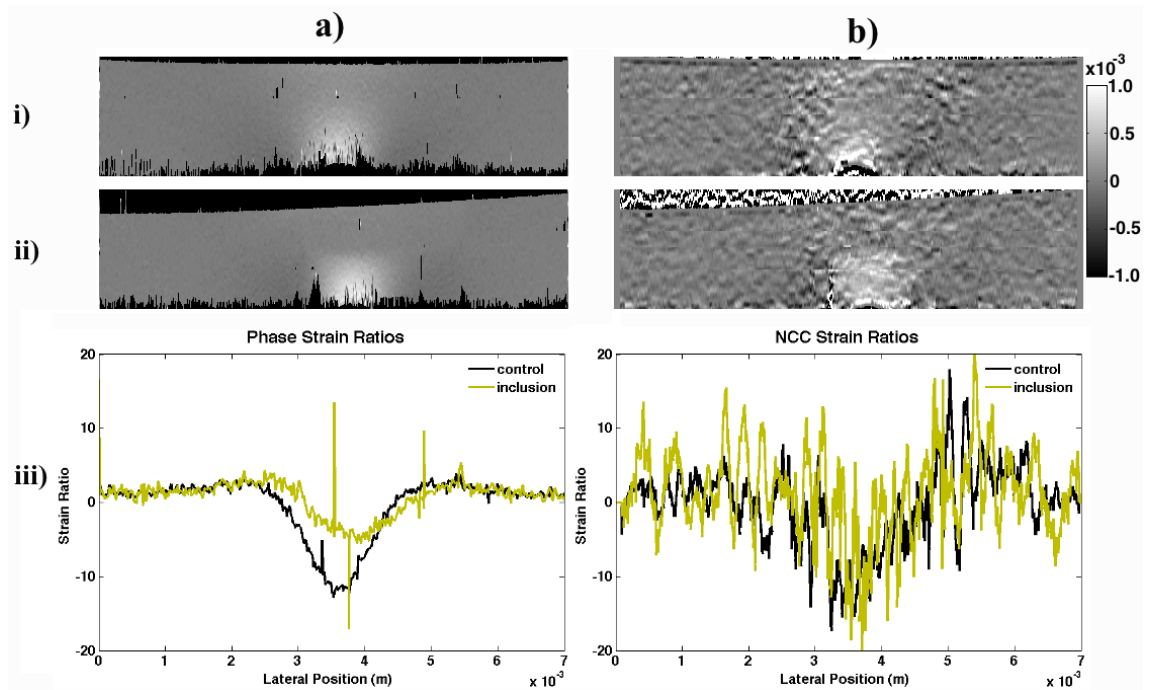 a)
b)
x10⁻³
i)
1.0
0.5
0
-0.5
-1.0
ii)
Phase Strain Ratios
NCC Strain Ratios
iii)
20
10
0
-10
-20
Strain Ratio
control
inclusion
0 1 2 3 4 5 6 7
Lateral Position (m)
x 10⁻³
20
10
0
-10
-20
Strain Ratio
control
inclusion
0 1 2 3 4 5 6 7
Lateral Position (m)
x 10⁻³